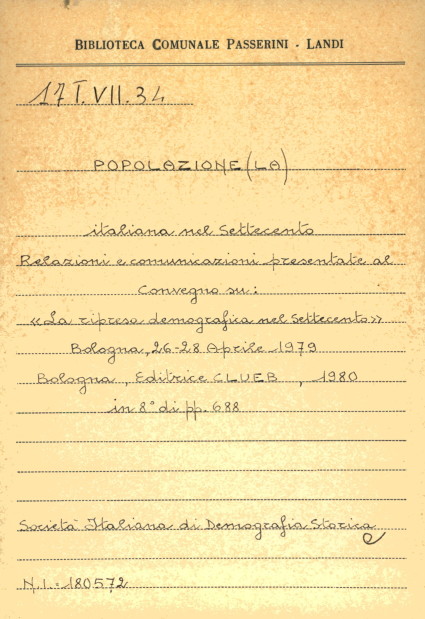 BIBLIOTECA COMUNALE PASSERINI - LANDI
17 T.VII.34
POPOLAZIONE (LA)
italiana nel Settecento
Relazioni e comunicazioni presentate al
Convegno su:
«La ripresa demografica nel Settecento»
Bologna, 26-28 Aprile 1979
Bologna, Editrice CLUEB, 1980
in 8° di pp. 688
Società Italiana di Demografia Storica
N.I.=180572